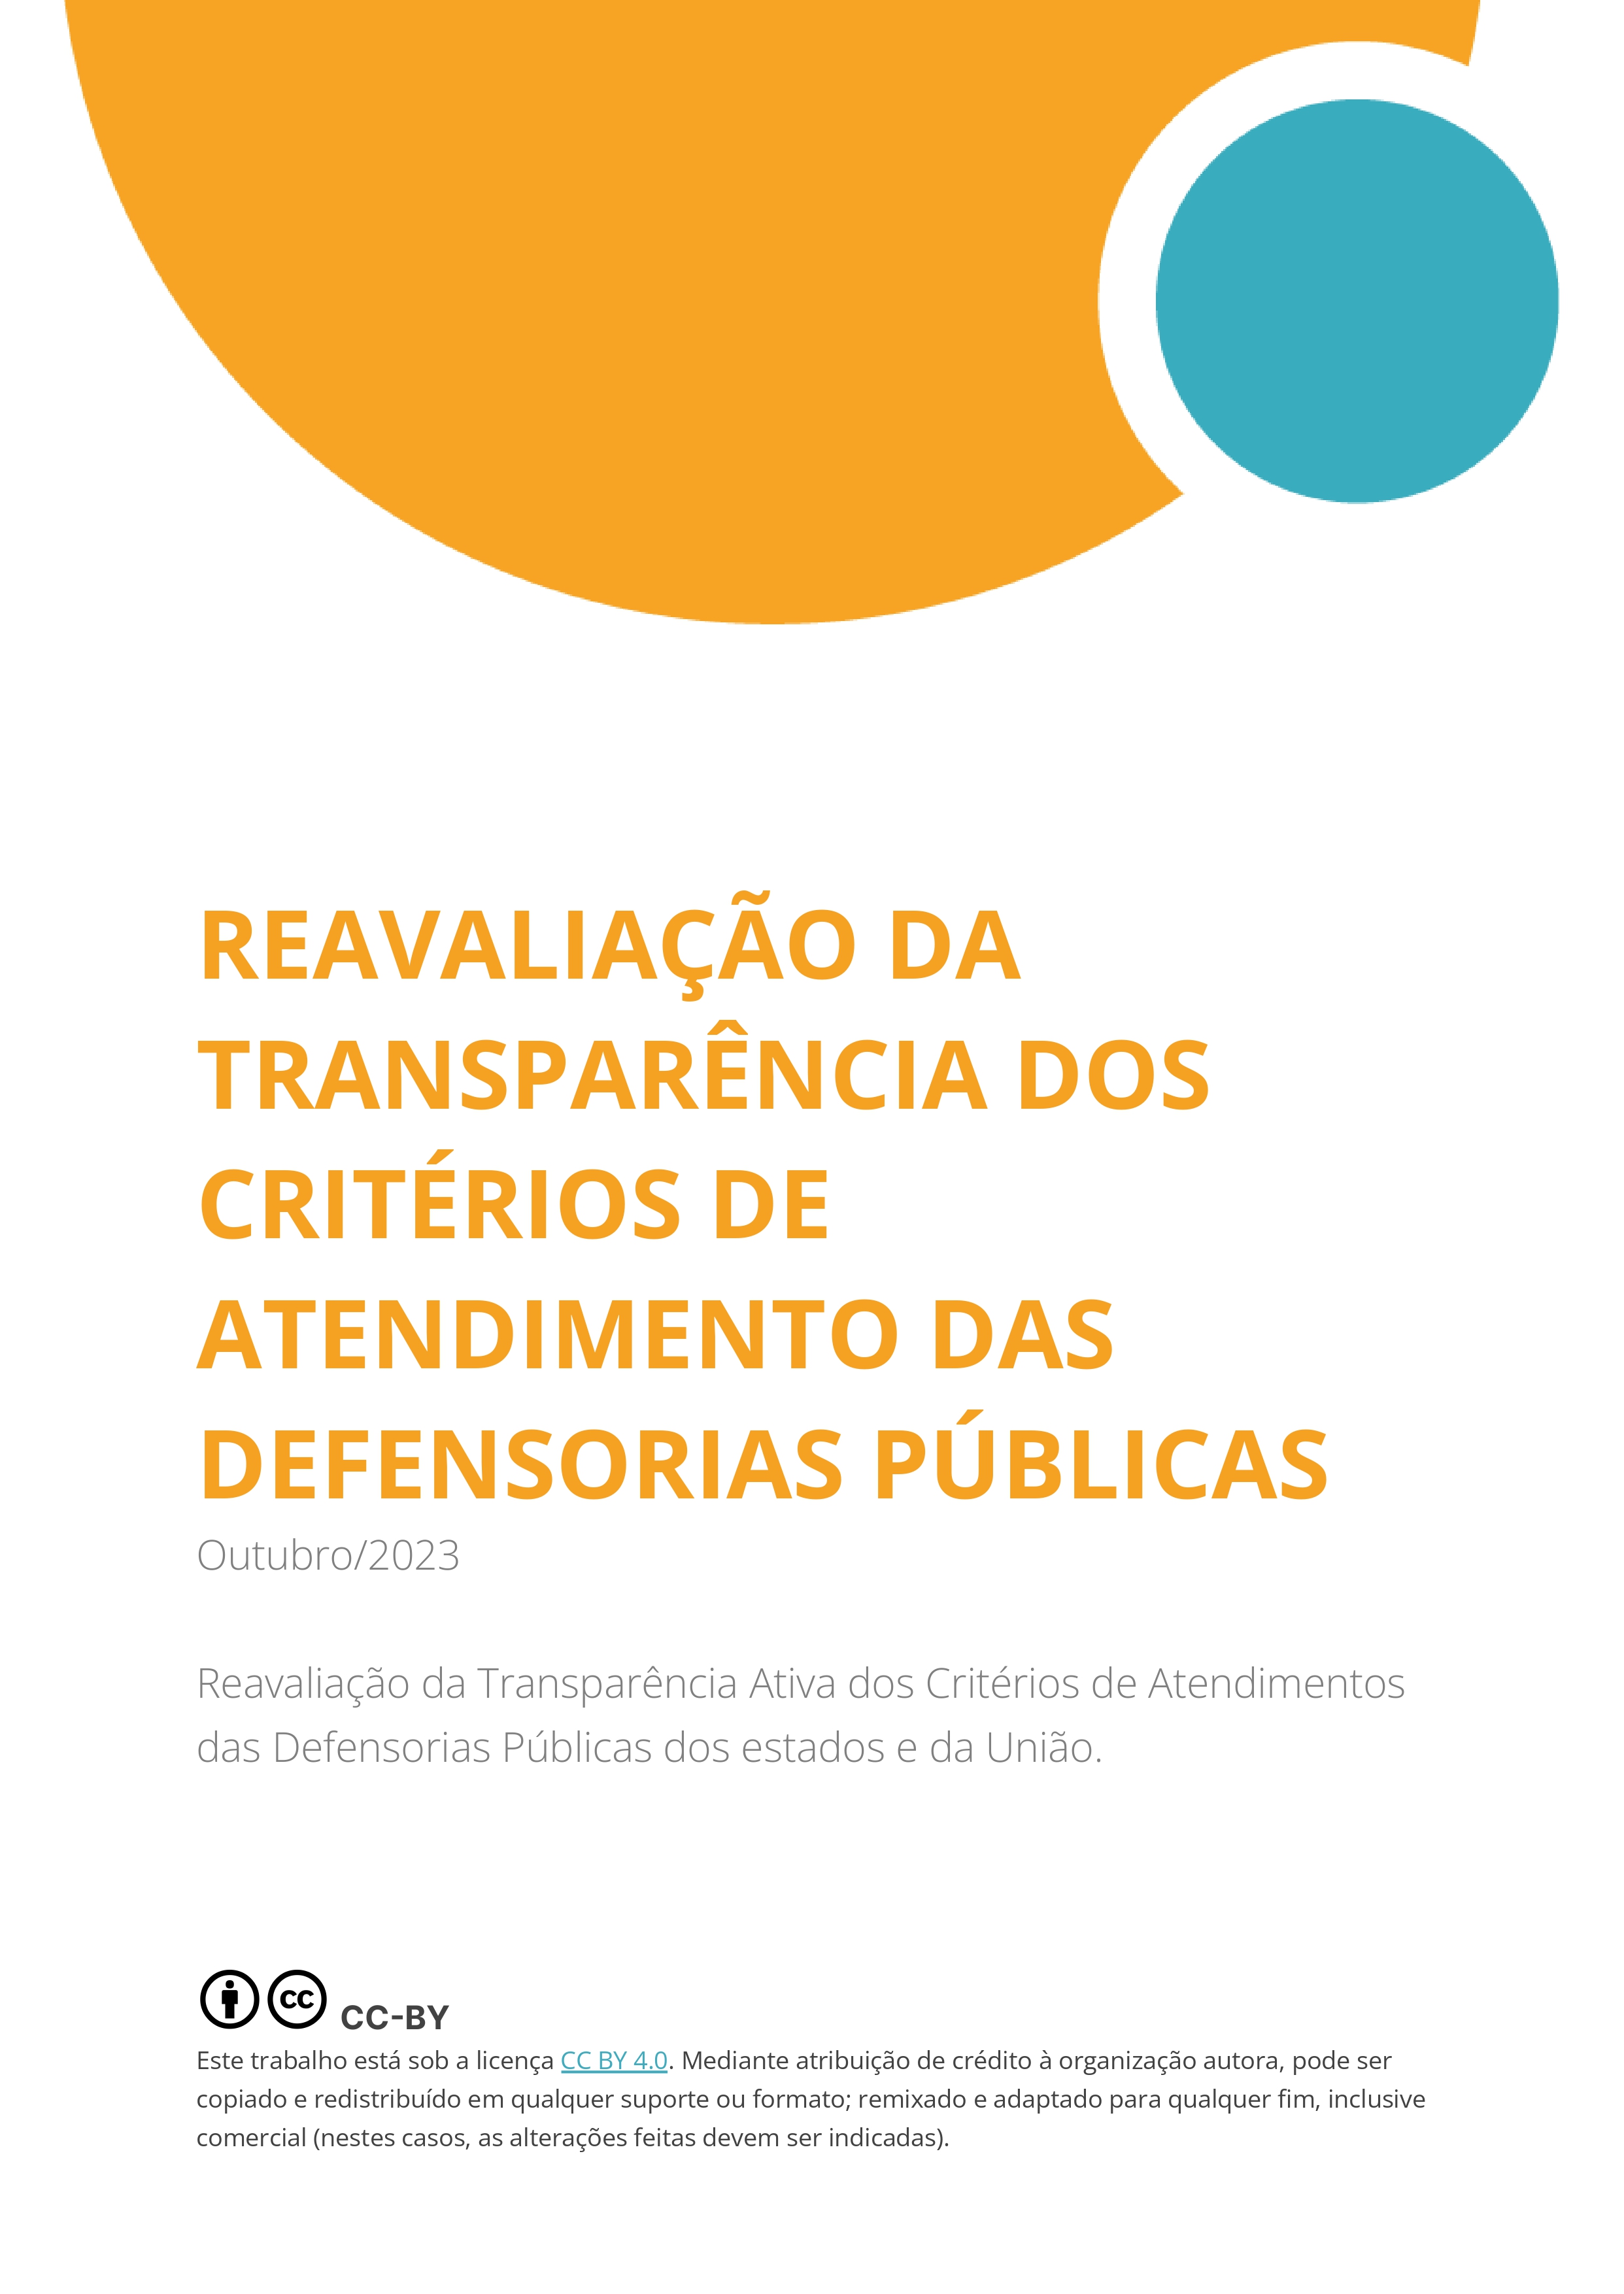 REAVALIAÇÃO DA
TRANSPARÊNCIA DOS
CRITÉRIOS DE
ATENDIMENTO DAS
DEFENSORIAS PÚBLICAS
Outubro/2023
Reavaliação da Transparência Ativa dos Critérios de Atendimentos
das Defensorias Públicas dos estados e da União.
cc CC-BY
Este trabalho está sob a licença CC BY 4.0. Mediante atribuição de crédito à organização autora, pode ser
copiado e redistribuído em qualquer suporte ou formato; remixado e adaptado para qualquer fim, inclusive
comercial (nestes casos, as alterações feitas devem ser indicadas).